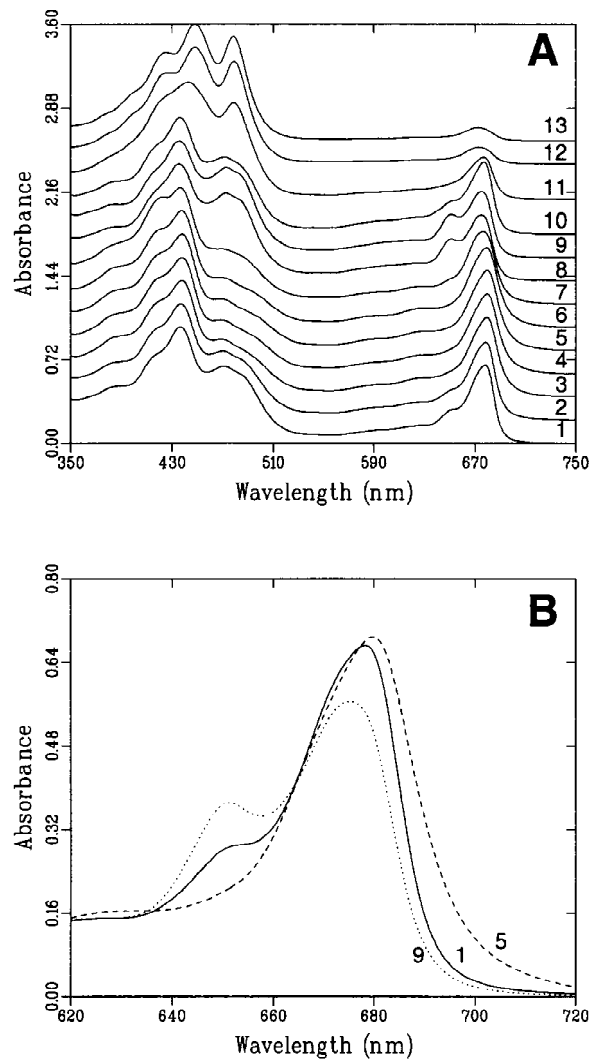 A
3.60
2.88
2.16
1.44
0.72
0.00
Absorbance
13
12
11
10
9
8
7
6
5
4
3
2
1
350 430 510 590 670 750
Wavelength (nm)
B
0.80
0.64
0.48
0.32
0.16
0.00
Absorbance
9 1 5
620 640 660 680 700 720
Wavelength (nm)